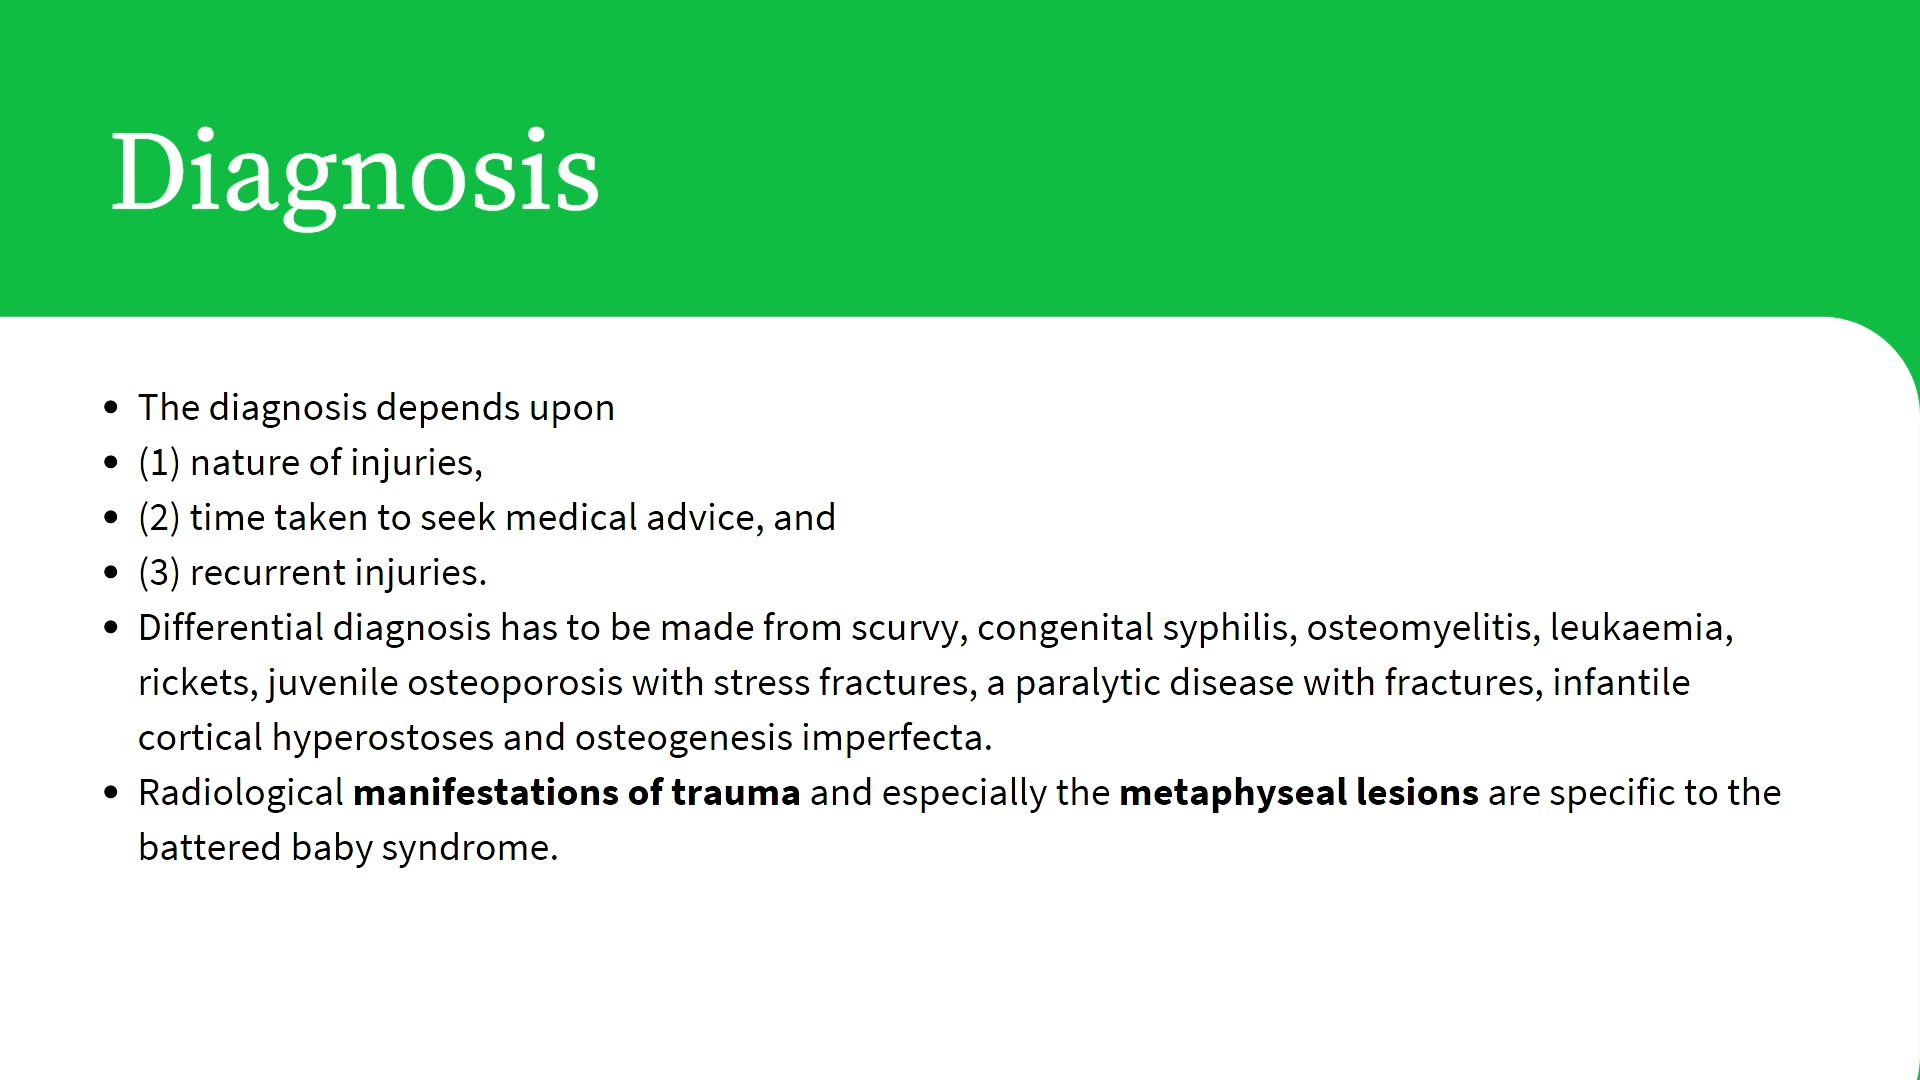 Diagnosis
• The diagnosis depends upon
• (1) nature of injuries,
• (2) time taken to seek medical advice, and
• (3) recurrent injuries.
• Differential diagnosis has to be made from scurvy, congenital syphilis, osteomyelitis, leukaemia,
rickets, juvenile osteoporosis with stress fractures, a paralytic disease with fractures, infantile
cortical hyperostoses and osteogenesis imperfecta.
• Radiological manifestations of trauma and especially the metaphyseal lesions are specific to the
battered baby syndrome.